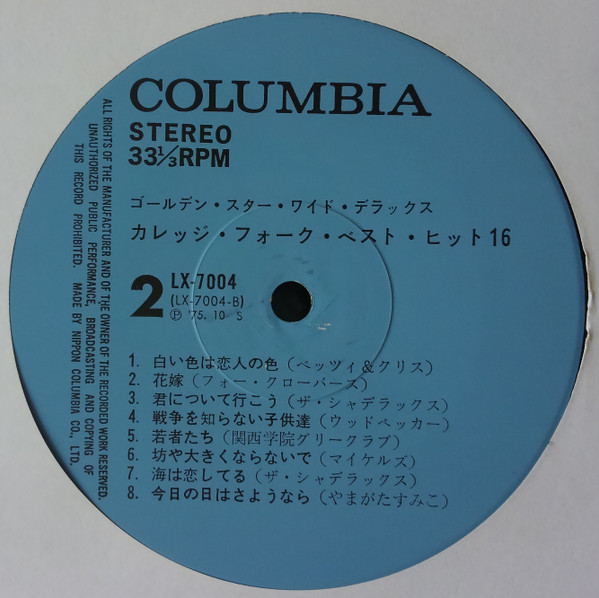 COLUMBIA
STEREO
33⅓RPM
ゴールデン・スター・ワイド・デラックス
カレッジ・フォーク・ベスト・ヒット16
2
LX-7004
(LX-7004-B)
Ⓟ '75. 10 S
1. 白い色は恋人の色(ベッツィ&クリス)
2. 花嫁(フォー・クローバース)
3. 君について行こう(ザ・シャデラックス)
4. 戦争を知らない子供達(ウッドペッカー)
5. 若者たち(関西学院グリークラブ)
6. 坊や大きくならないで(マイケルズ)
7. 海は恋してる(ザ・シャデラックス)
8. 今日の日はさようなら(やまがたすみこ)
ALL RIGHTS OF THE MANUFACTURER AND OF THE OWNER OF THE RECORDED WORK RESERVED.
UNAUTHORIZED PUBLIC PERFORMANCE, BROADCASTING AND COPYING OF
THIS RECORD PROHIBITED. MADE BY NIPPON COLUMBIA CO., LTD.